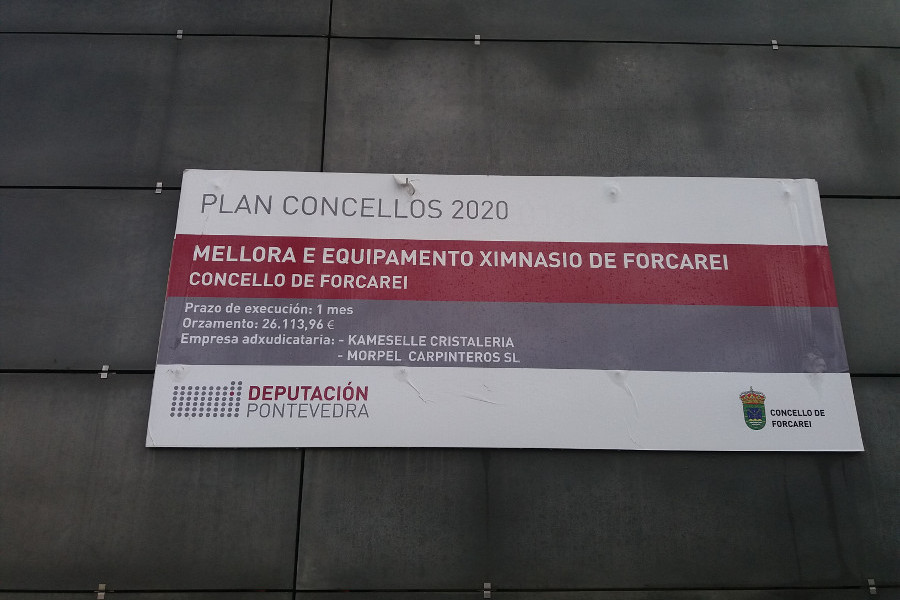 PLAN CONCELLOS 2020
MELLORA E EQUIPAMENTO XIMNASIO DE FORCAREI
CONCELLO DE FORCAREI
Prazo de execución: 1 mes
Orzamento: 26.113,96 €
Empresa adxudicataria: - KAMESELLE CRISTALERIA
- MORPEL CARPINTEROS SL
DEPUTACIÓN
PONTEVEDRA
CONCELLO DE
FORCAREI